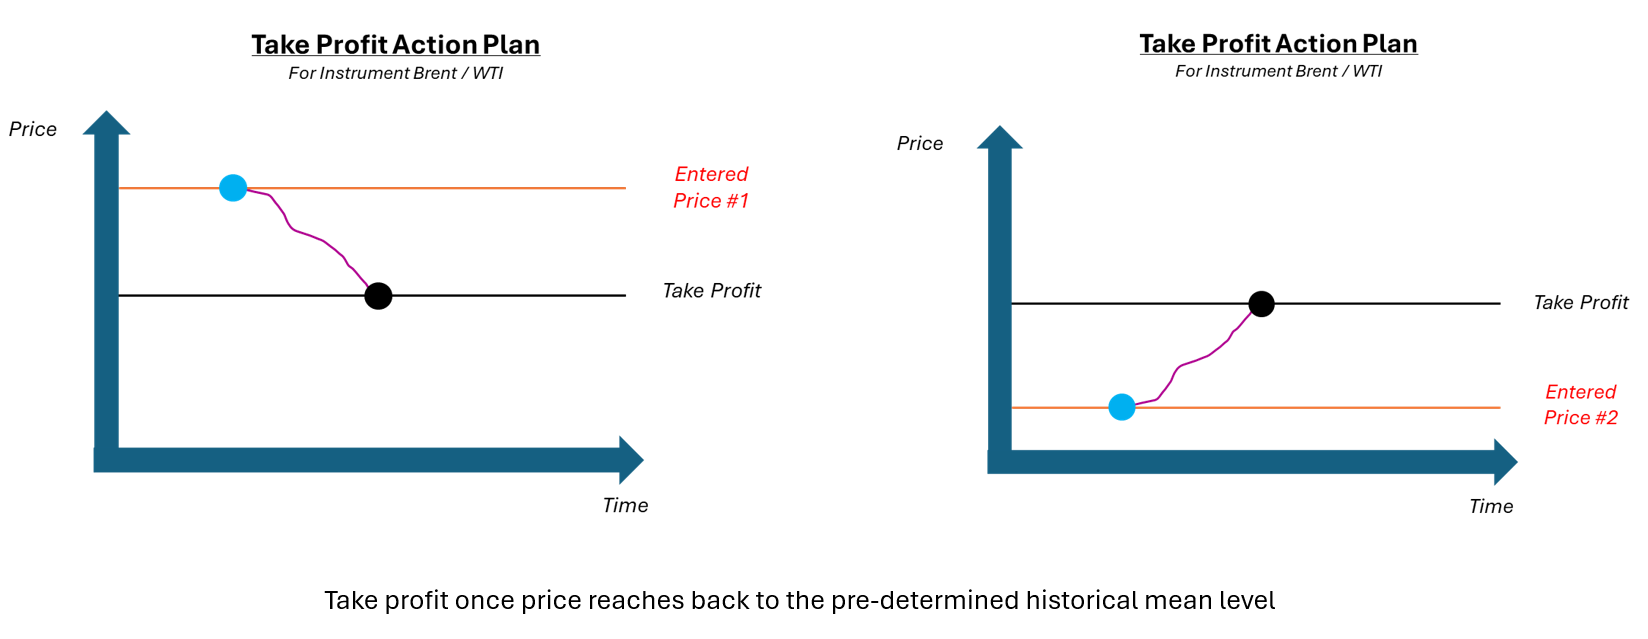 Take Profit Action Plan
For Instrument Brent / WTI
Price
Entered
Price #1
Take Profit
Time
Take Profit Action Plan
For Instrument Brent / WTI
Price
Take Profit
Entered
Price #2
Time
Take profit once price reaches back to the pre-determined historical mean level